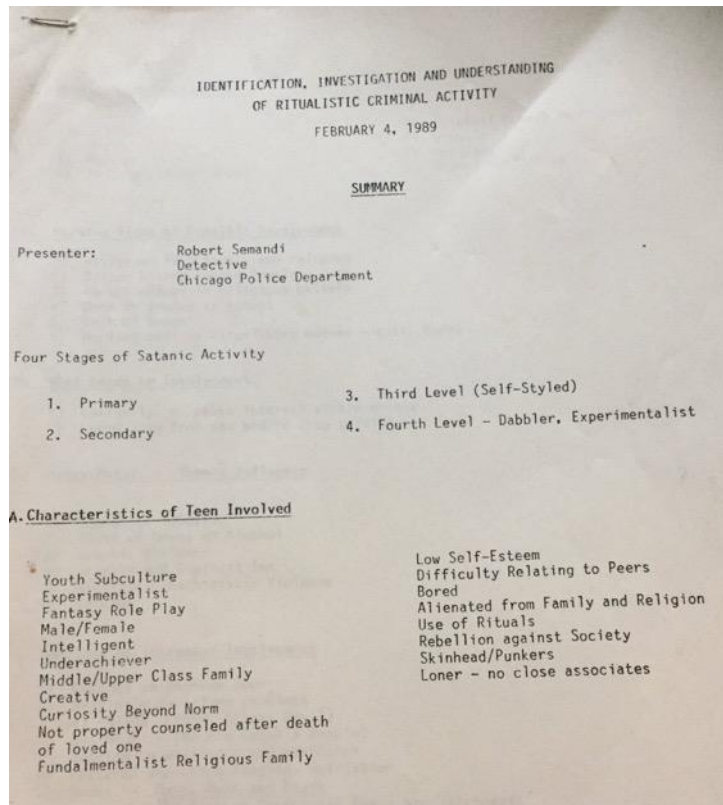 IDENTIFICATION, INVESTIGATION AND UNDERSTANDING
OF RITUALISTIC CRIMINAL ACTIVITY
FEBRUARY 4, 1989
SUMMARY
Presenter:
Robert Semandi
Detective
Chicago Police Department
Four Stages of Satanic Activity
1. Primary
2. Secondary
3. Third Level (Self-Styled)
4. Fourth Level - Dabbler, Experimentalist
A. Characteristics of Teen Involved
Youth Subculture
Experimentalist
Fantasy Role Play
Male/Female
Intelligent
Underachiever
Middle/Upper Class Family
Creative
Curiosity Beyond Norm
Not property counseled after death
of loved one
Fundalmentalist Religious Family
Low Self-Esteem
Difficulty Relating to Peers
Bored
Alienated from Family and Religion
Use of Rituals
Rebellion against Society
Skinhead/Punkers
Loner - no close associates